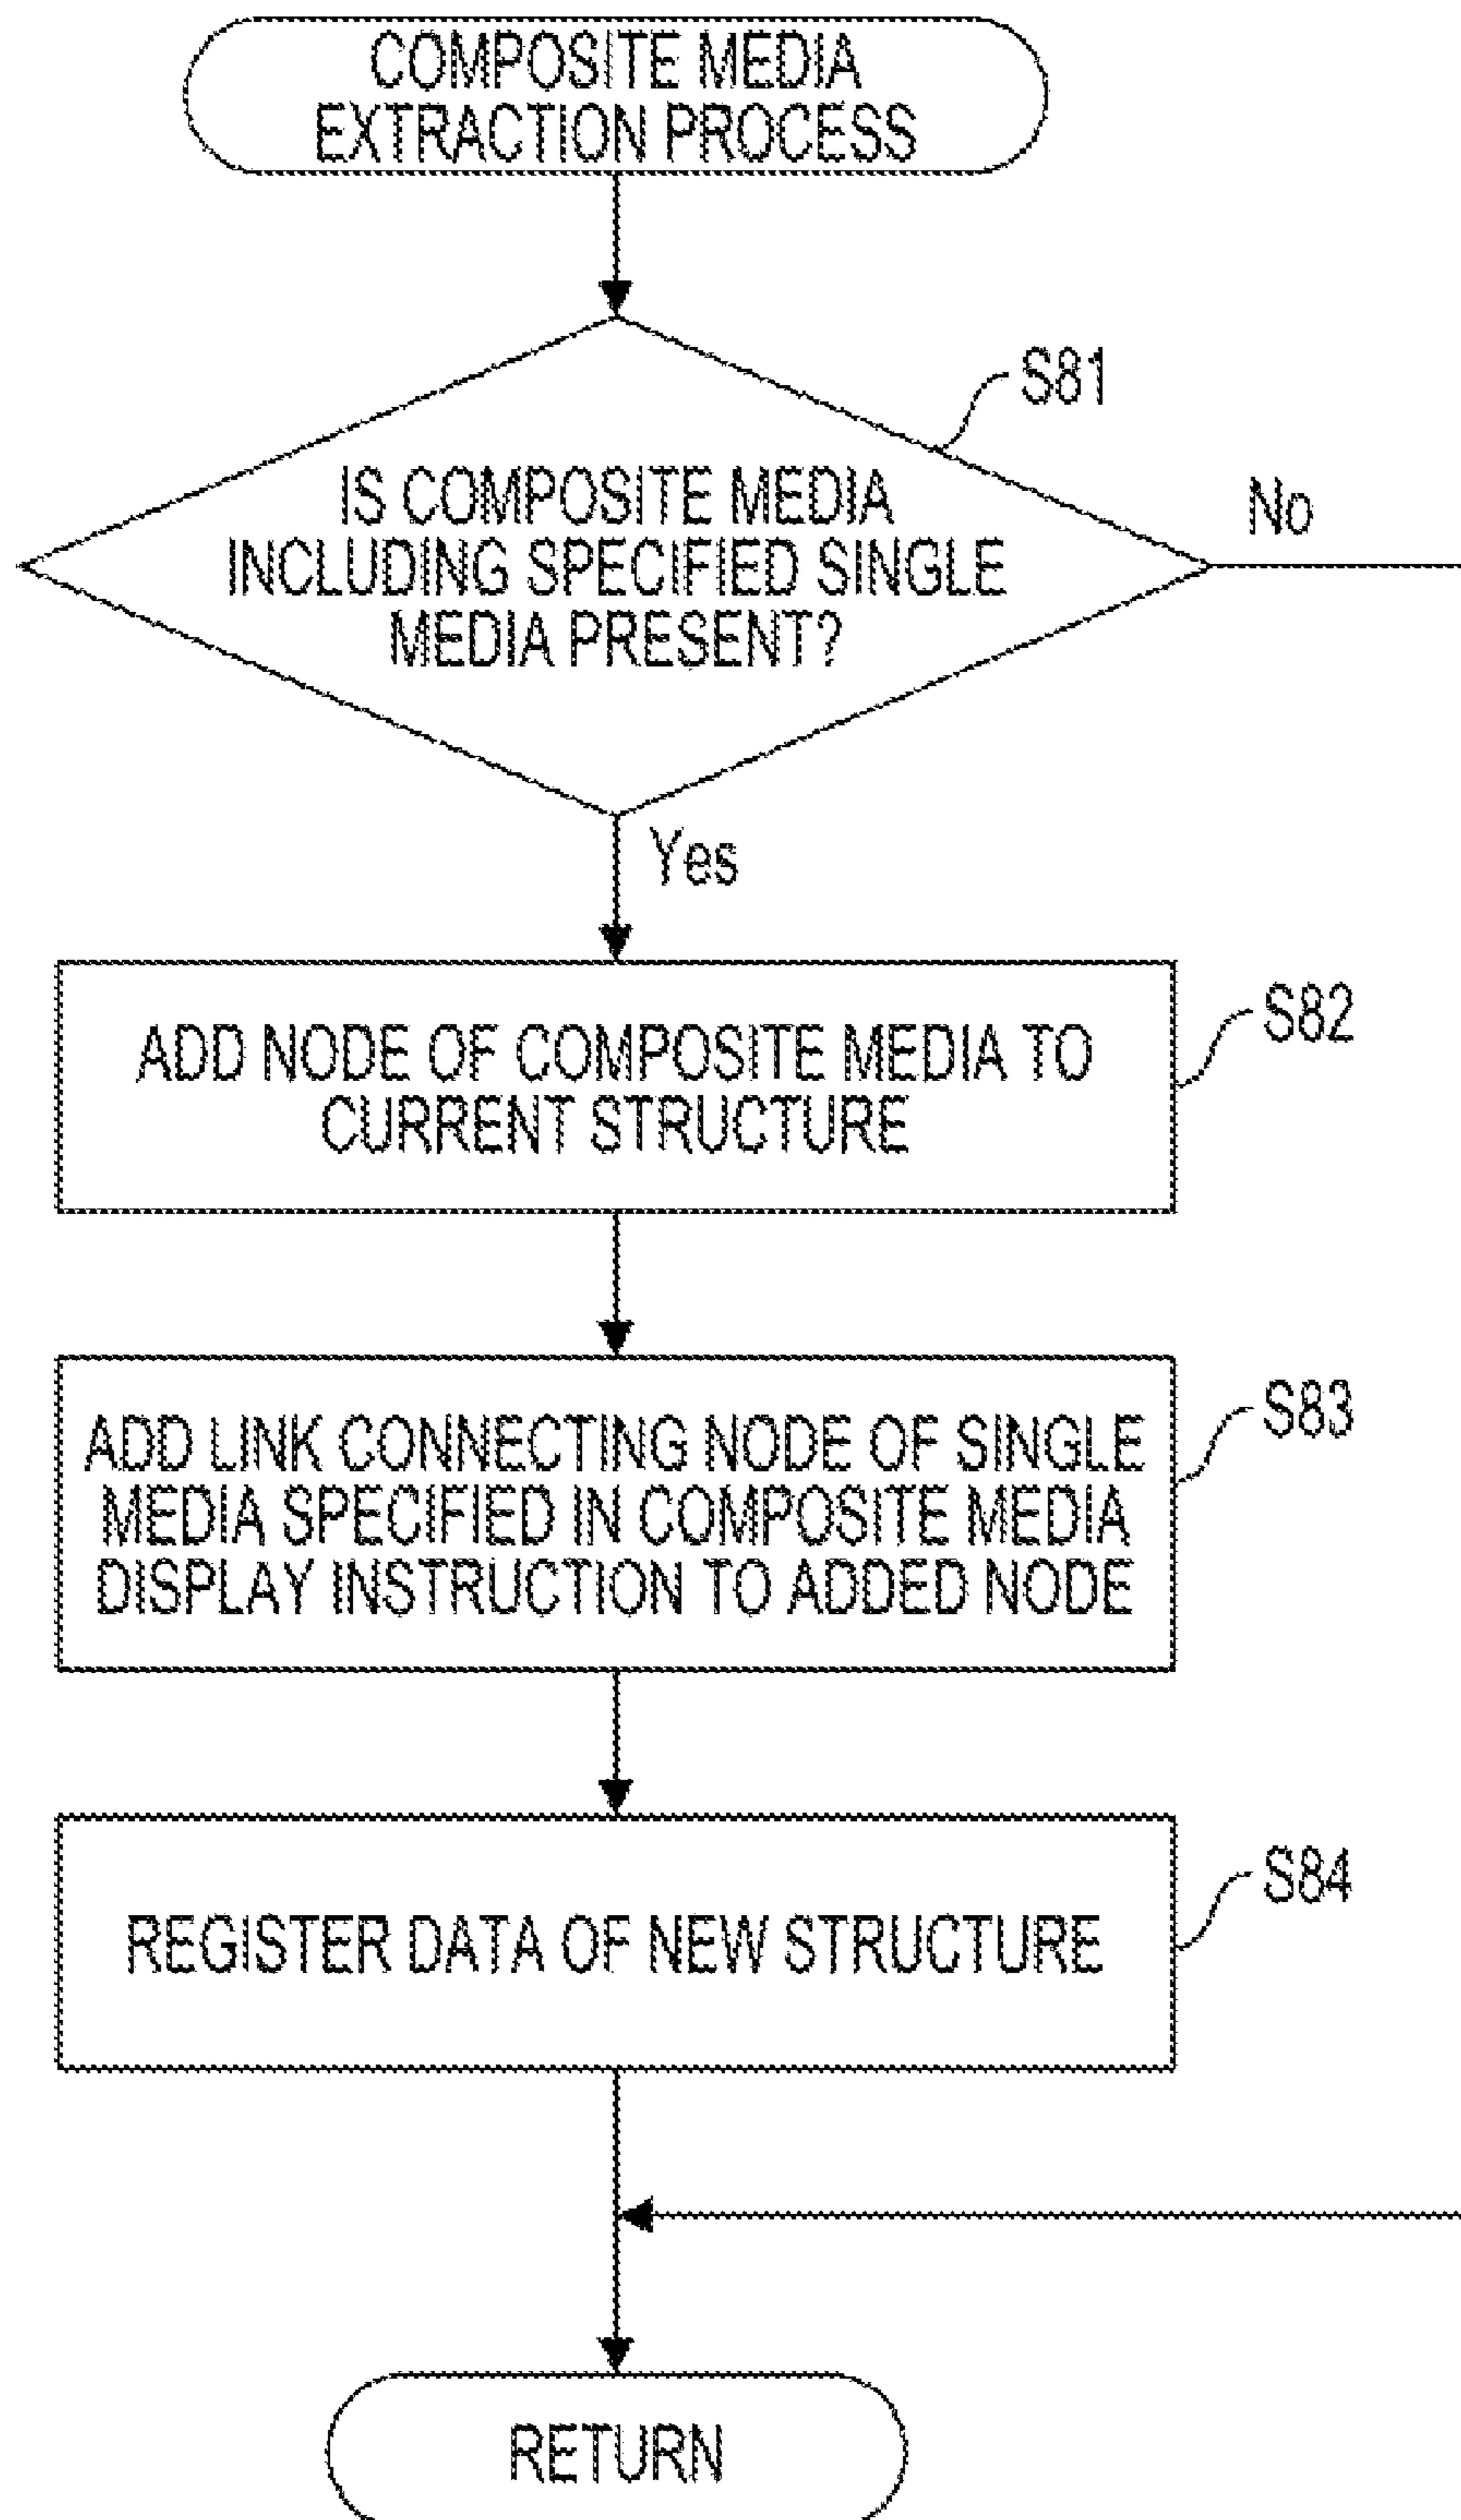 COMPOSITE MEDIA
EXTRACTION PROCESS
S81
IS COMPOSITE MEDIA
INCLUDING SPECIFIED SINGLE
MEDIA PRESENT?
No
Yes
S82
ADD NODE OF COMPOSITE MEDIA TO
CURRENT STRUCTURE
S83
ADD LINK CONNECTING NODE OF SINGLE
MEDIA SPECIFIED IN COMPOSITE MEDIA
DISPLAY INSTRUCTION TO ADDED NODE
S84
REGISTER DATA OF NEW STRUCTURE
RETURN